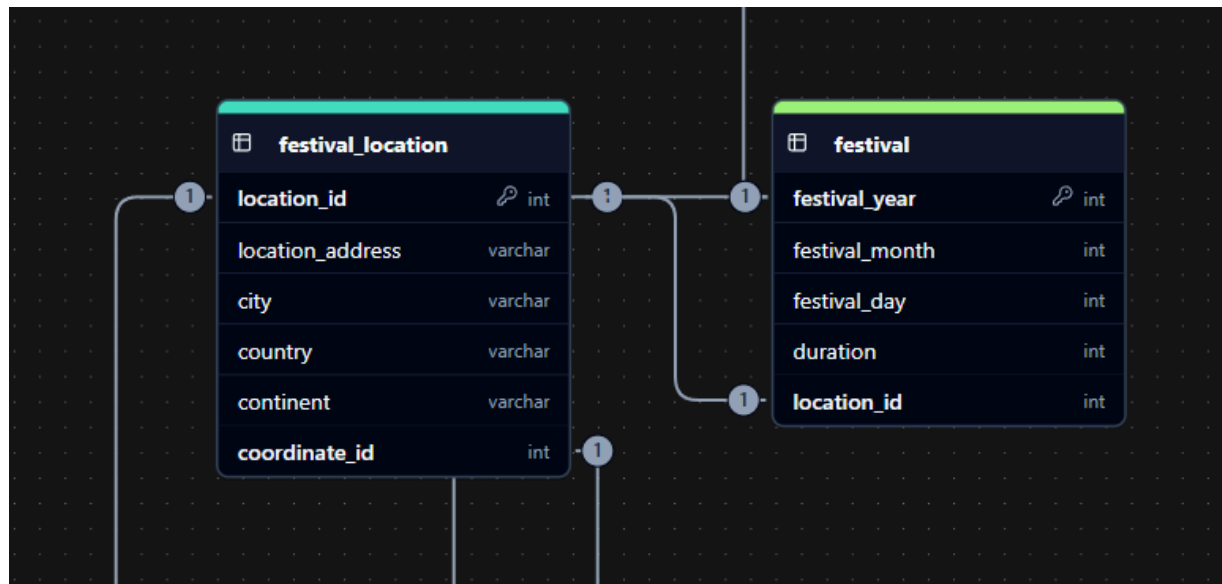 festival_location
location_id int
location_address varchar
city varchar
country varchar
continent varchar
coordinate_id int
1
1
1
festival
festival_year int
festival_month int
festival_day int
duration int
location_id int
1
1